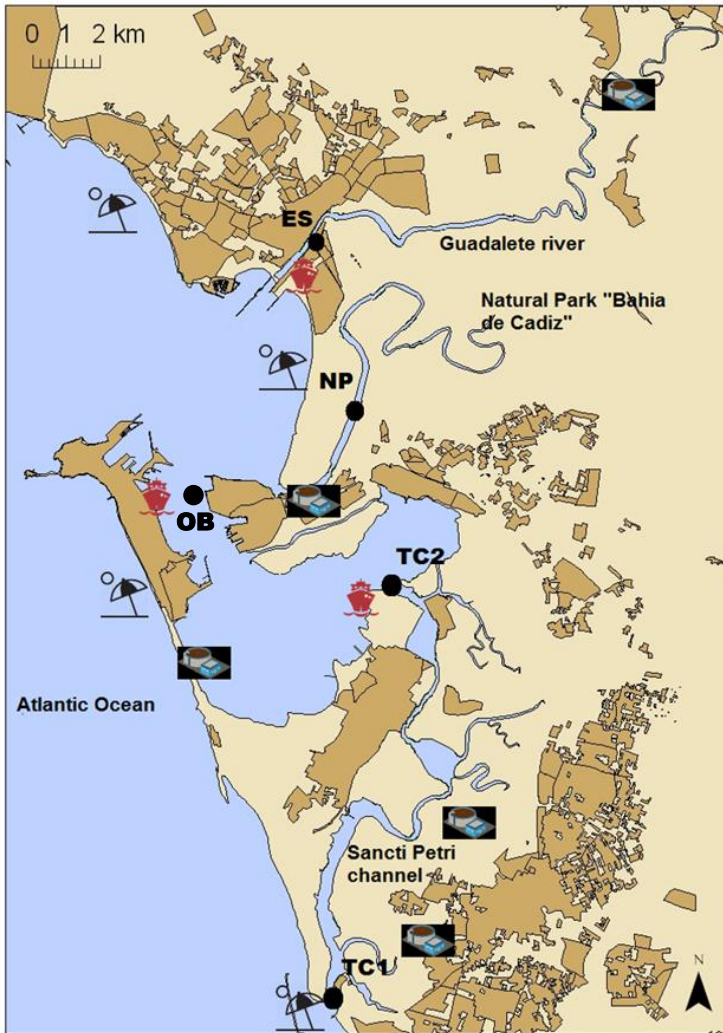 0 1 2 km
ES
Guadalete river
Natural Park "Bahia
de Cadiz"
NP
OB
TC2
Atlantic Ocean
Sancti Petri
channel
TC1
N